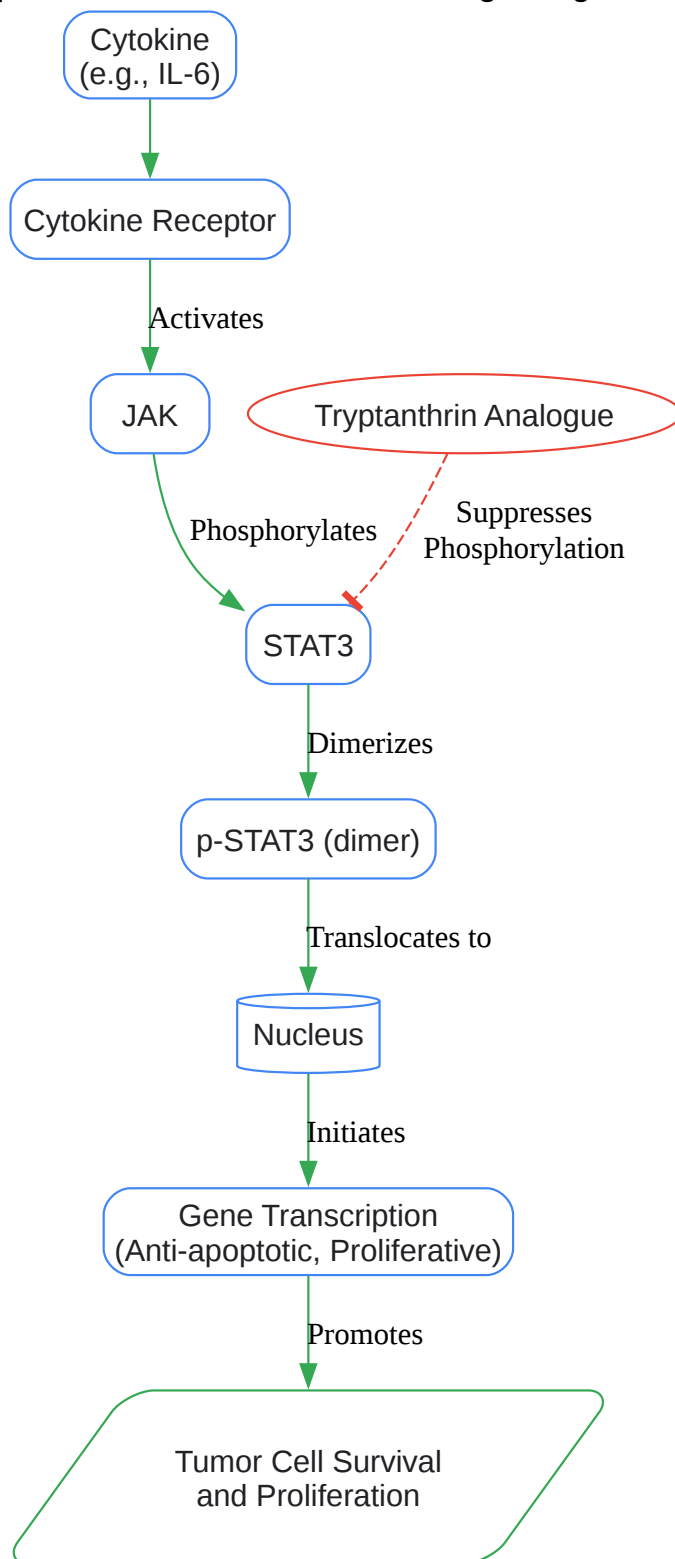 Cytokine
(e.g., IL-6)
Cytokine Receptor
Activates
JAK
Tryptanthrin Analogue
Phosphorylates
Suppresses
Phosphorylation
STAT3
Dimerizes
p-STAT3 (dimer)
Translocates to
Nucleus
Initiates
Gene Transcription
(Anti-apoptotic, Proliferative)
Promotes
Tumor Cell Survival
and Proliferation